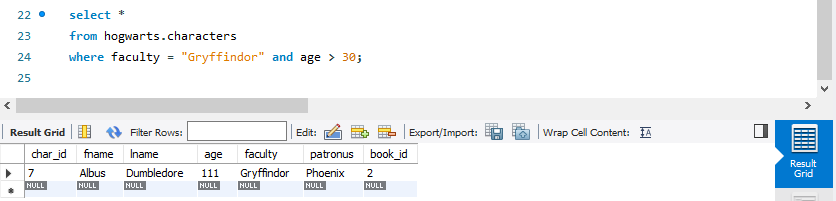 22 select *
23 from hogwarts.characters
24 where faculty = "Gryffindor" and age > 30;
25
Result Grid Filter Rows: Edit: Export/Import: Wrap Cell Content: IA
char_id fname lname age faculty patronus book_id
7 Albus Dumbledore 111 Gryffindor Phoenix 2
NULL NULL NULL NULL NULL NULL NULL
Result
Grid